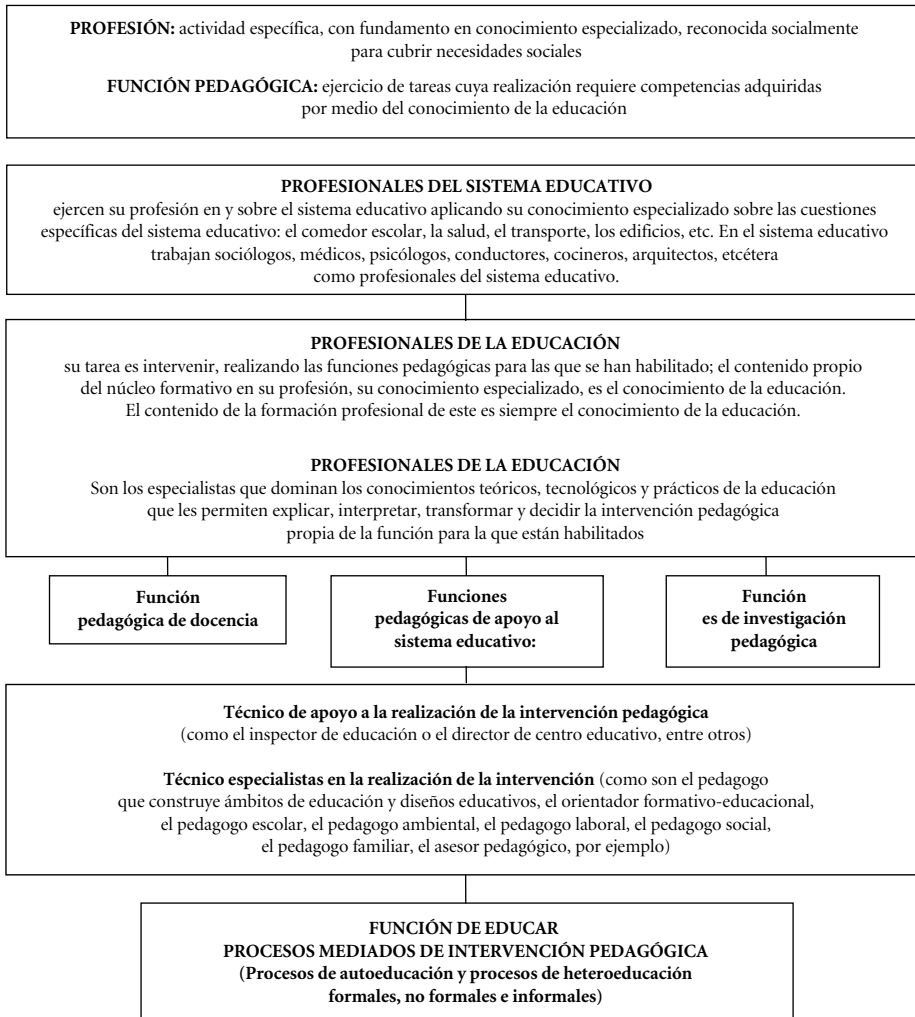 PROFESIÓN: actividad específica, con fundamento en conocimiento especializado, reconocida socialmente
para cubrir necesidades sociales
FUNCIÓN PEDAGÓGICA: ejercicio de tareas cuya realización requiere competencias adquiridas
por medio del conocimiento de la educación
PROFESIONALES DEL SISTEMA EDUCATIVO
ejercen su profesión en y sobre el sistema educativo aplicando su conocimiento especializado sobre las cuestiones
específicas del sistema educativo: el comedor escolar, la salud, el transporte, los edificios, etc. En el sistema educativo
trabajan sociólogos, médicos, psicólogos, conductores, cocineros, arquitectos, etcétera
como profesionales del sistema educativo.
PROFESIONALES DE LA EDUCACIÓN
su tarea es intervenir, realizando las funciones pedagógicas para las que se han habilitado; el contenido propio
del núcleo formativo en su profesión, su conocimiento especializado, es el conocimiento de la educación.
El contenido de la formación profesional de este es siempre el conocimiento de la educación.
PROFESIONALES DE LA EDUCACIÓN
Son los especialistas que dominan los conocimientos teóricos, tecnológicos y prácticos de la educación
que les permiten explicar, interpretar, transformar y decidir la intervención pedagógica
propia de la función para la que están habilitados
Función
pedagógica de docencia
Funciones
pedagógicas de apoyo al
sistema educativo:
Función
es de investigación
pedagógica
Técnico de apoyo a la realización de la intervención pedagógica
(como el inspector de educación o el director de centro educativo, entre otros)
Técnico especialistas en la realización de la intervención (como son el pedagogo
que construye ámbitos de educación y diseños educativos, el orientador formativo-educacional,
el pedagogo escolar, el pedagogo ambiental, el pedagogo laboral, el pedagogo social,
el pedagogo familiar, el asesor pedagógico, por ejemplo)
FUNCIÓN DE EDUCAR
PROCESOS MEDIADOS DE INTERVENCIÓN PEDAGÓGICA
(Procesos de autoeducación y procesos de heteroeducación
formales, no formales e informales)